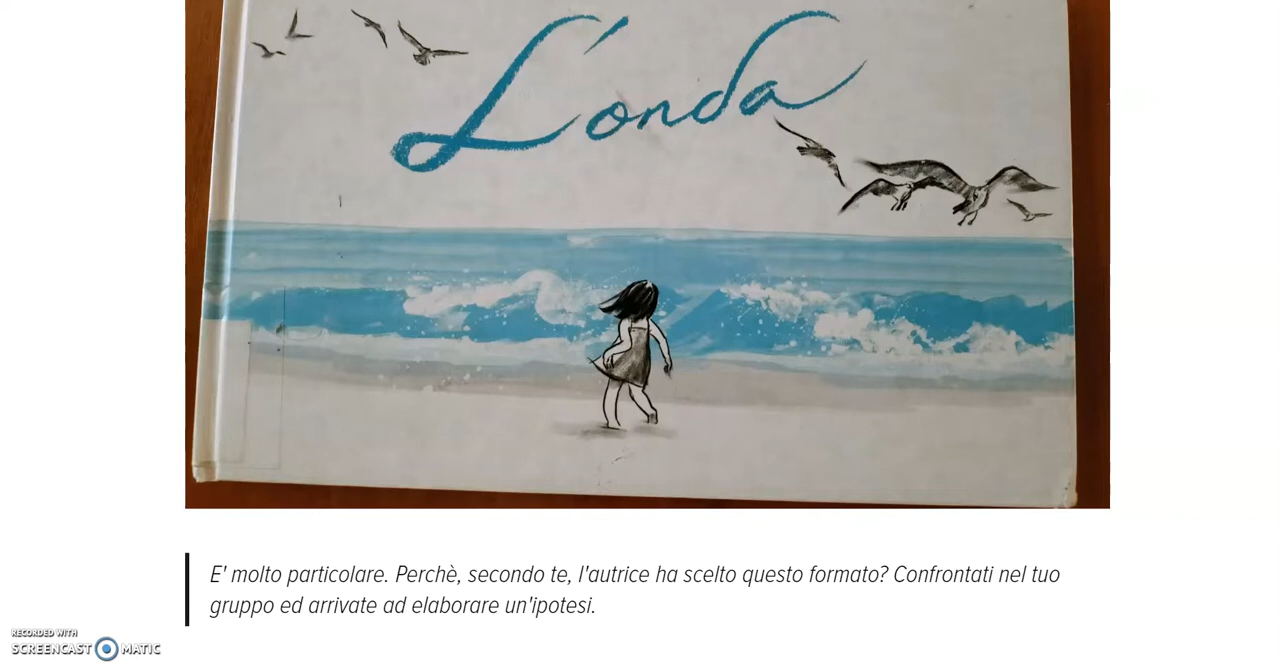 L'onda
E' molto particolare. Perchè, secondo te, l'autrice ha scelto questo formato? Confrontati nel tuo
gruppo ed arrivate ad elaborare un'ipotesi.
RECORDED WITH
SCREENCAST MATIC